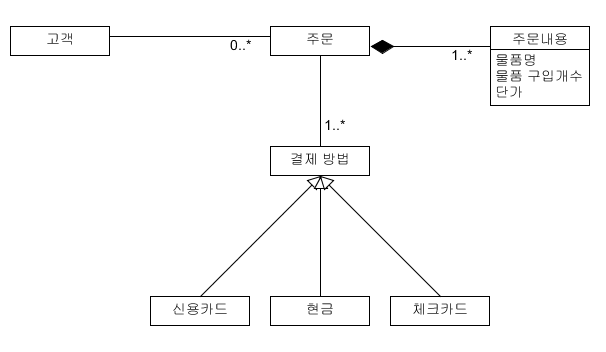 고객
0..*
주문
1..*
주문내용
물품명
물품 구입개수
단가
1..*
결제 방법
신용카드
현금
체크카드